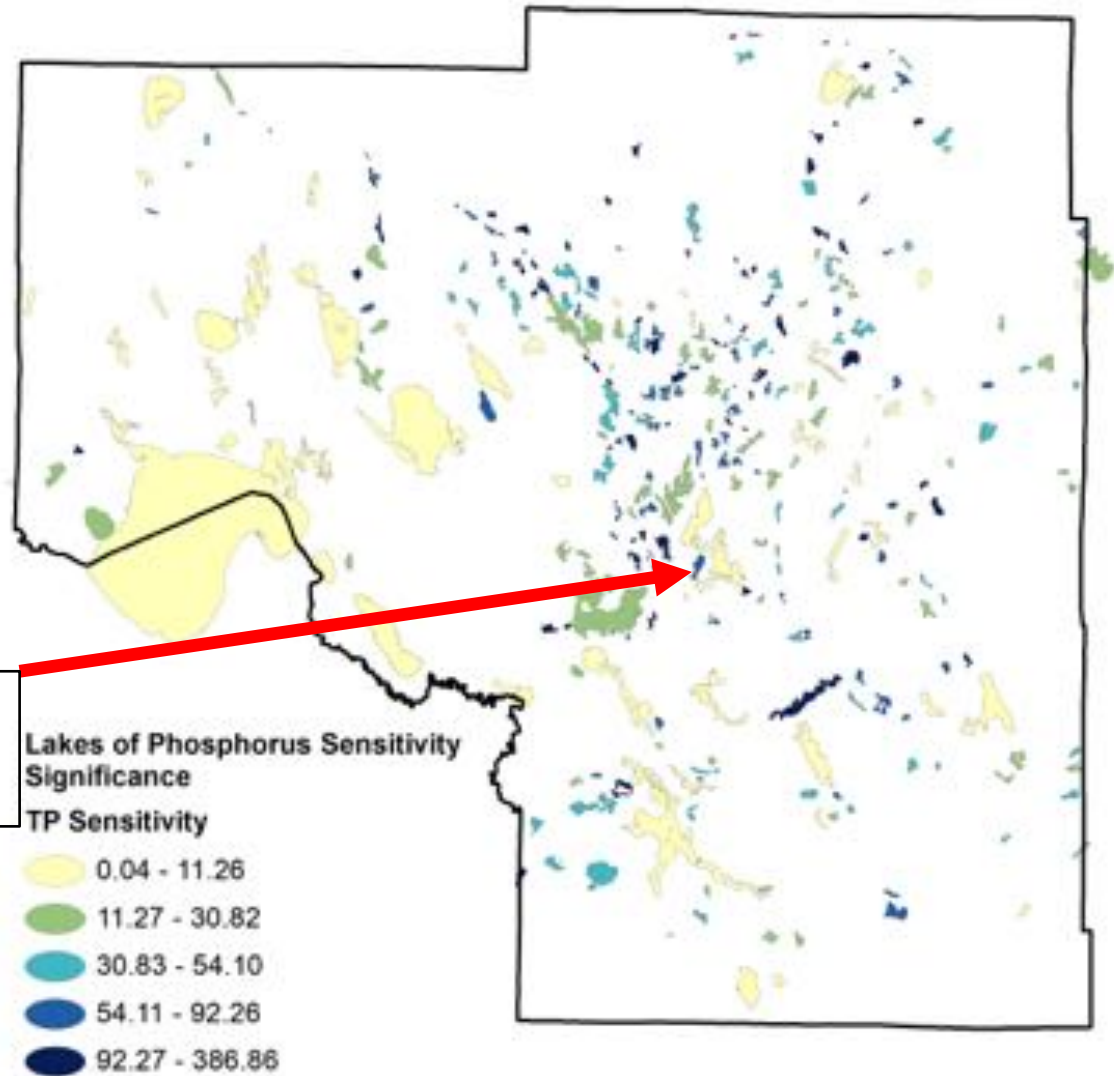 Lakes of Phosphorus Sensitivity
Significance
TP Sensitivity
0.04 - 11.26
11.27 - 30.82
30.83 - 54.10
54.11 - 92.26
92.27 - 386.86